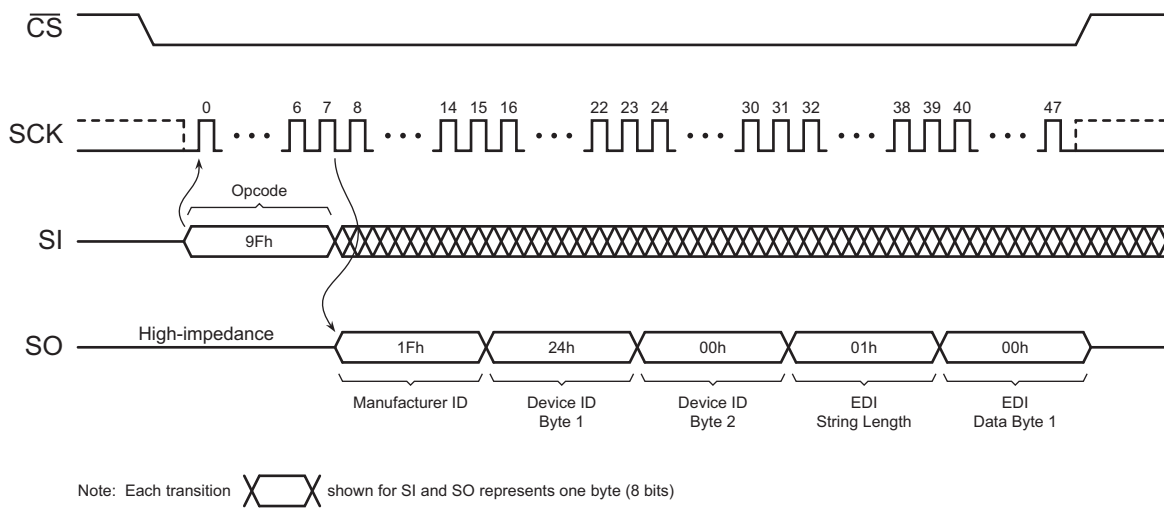 CS
SCK
0 6 7 8 14 15 16 22 23 24 30 31 32 38 39 40 47
Opcode
SI
9Fh
High-impedance
SO
1Fh 24h 00h 01h 00h
Manufacturer ID
Device ID
Byte 1
Device ID
Byte 2
EDI
String Length
EDI
Data Byte 1
Note: Each transition shown for SI and SO represents one byte (8 bits)